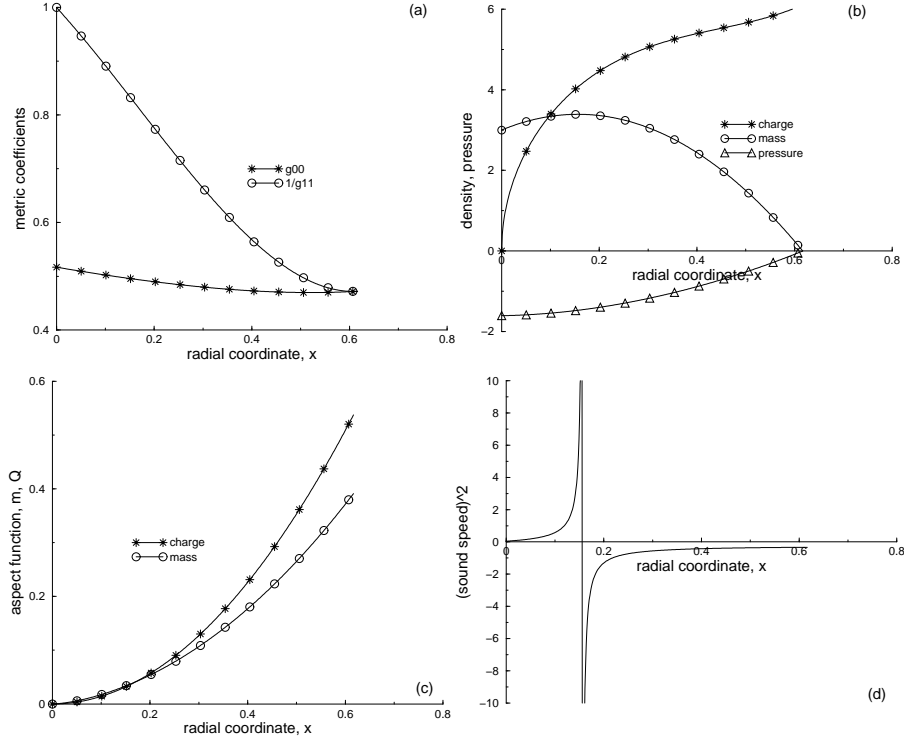 (a)
1
0.8
0.6
0.4
0
0.2
0.4
0.6
0.8
metric coefficients
g00
1/g11
radial coordinate, x
(b)
6
4
2
0
−2
0
0.2
0.4
0.6
0.8
density, pressure
charge
mass
pressure
radial coordinate, x
0.6
0.4
0.2
0
0
0.2
0.4
0.6
0.8
aspect function, m, Q
charge
mass
(c)
radial coordinate, x
10
8
6
4
2
0
−2
−4
−6
−8
−10
0
0.2
0.4
0.6
0.8
(sound speed)^2
radial coordinate, x
(d)